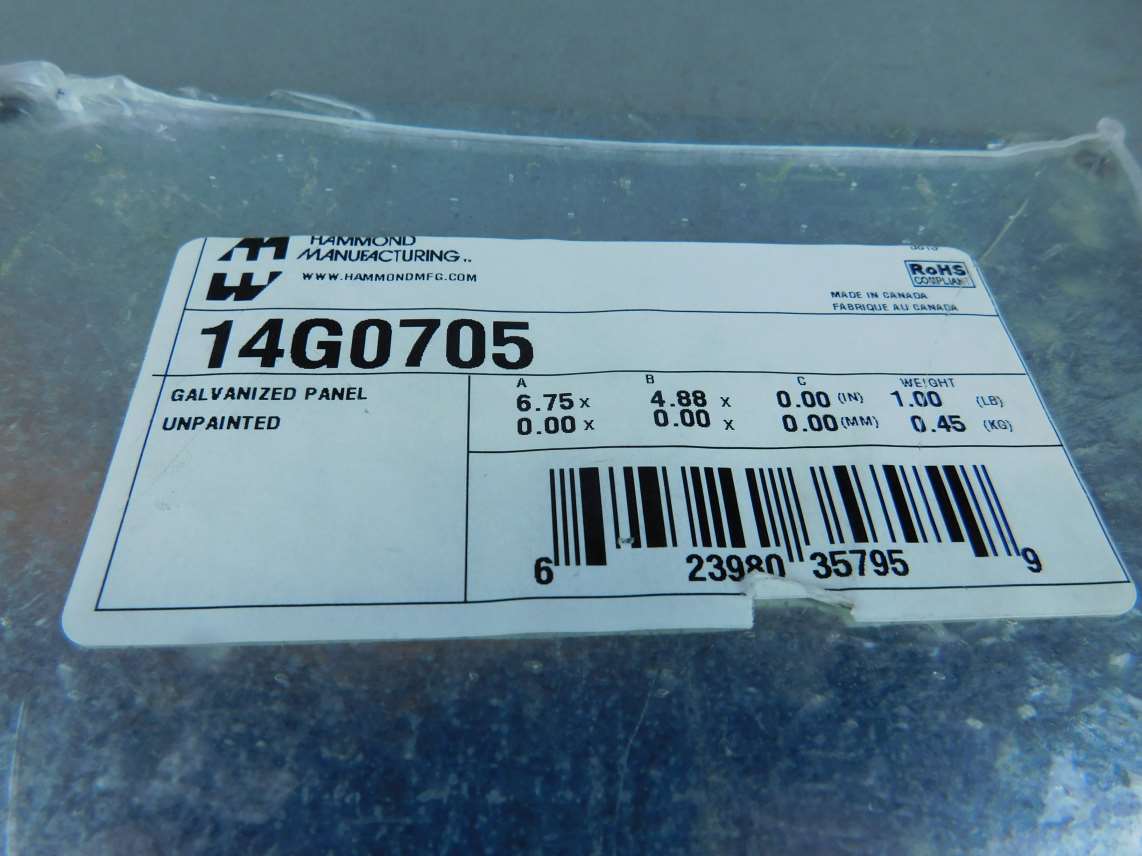 HAMMOND
MANUFACTURING™
WWW.HAMMONDMFG.COM
RoHS
COMPLIANT
MADE IN CANADA
FABRIQUE AU CANADA
14G0705
GALVANIZED PANEL
UNPAINTED
A B C WEIGHT
6.75 x 4.88 x 0.00 (IN) 1.00 (LB)
0.00 x 0.00 x 0.00 (MM) 0.45 (KG)
6 23980 35795 9